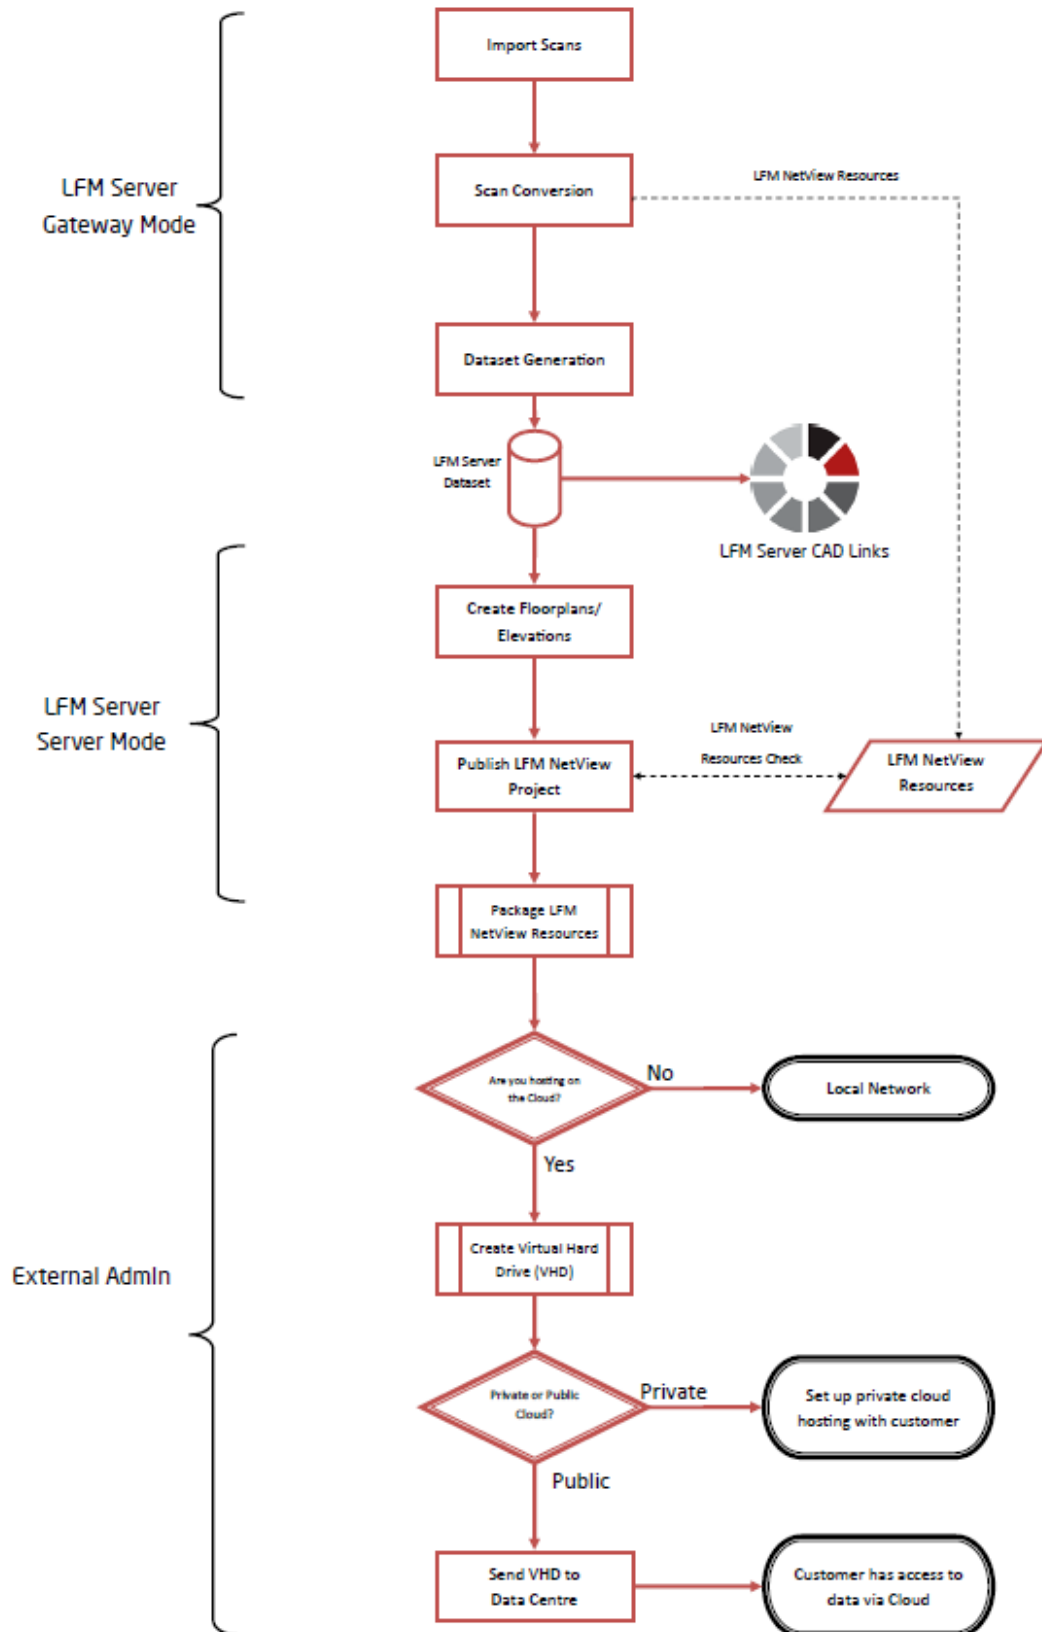 Import Scans
LFM Server
Gateway Mode
Scan Conversion
LFM NetView Resources
Dataset Generation
LFM Server
Dataset
LFM Server CAD Links
Create Floorplans/
Elevations
LFM Server
Server Mode
LFM NetView
Resources Check
Publish LFM NetView
Project
LFM NetView
Resources
Package LFM
NetView Resources
Are you hosting on
the Cloud?
No
Local Network
Yes
External Admin
Create Virtual Hard
Drive (VHD)
Private or Public
Cloud?
Private
Set up private cloud
hosting with customer
Public
Send VHD to
Data Centre
Customer has access to
data via Cloud